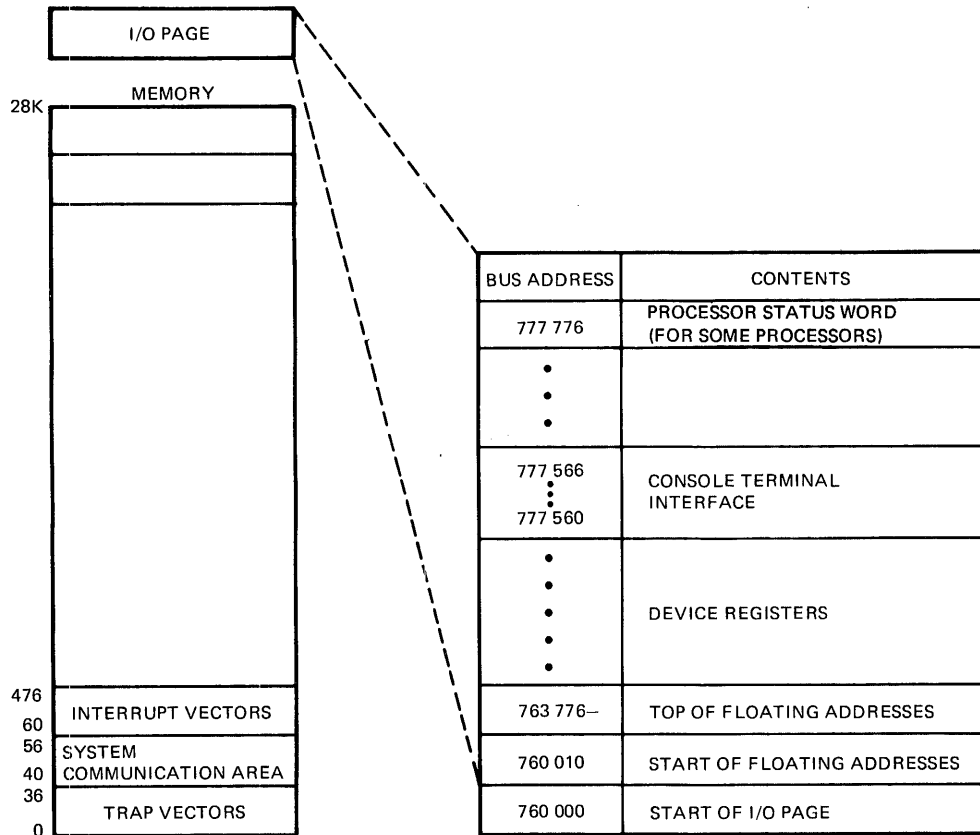 I/O PAGE
MEMORY
28K
476
INTERRUPT VECTORS
60
56
SYSTEM
COMMUNICATION AREA
40
36
TRAP VECTORS
0
BUS ADDRESS CONTENTS
777 776 PROCESSOR STATUS WORD
(FOR SOME PROCESSORS)
777 566
CONSOLE TERMINAL
INTERFACE
777 560
DEVICE REGISTERS
763 776– TOP OF FLOATING ADDRESSES
760 010 START OF FLOATING ADDRESSES
760 000 START OF I/O PAGE